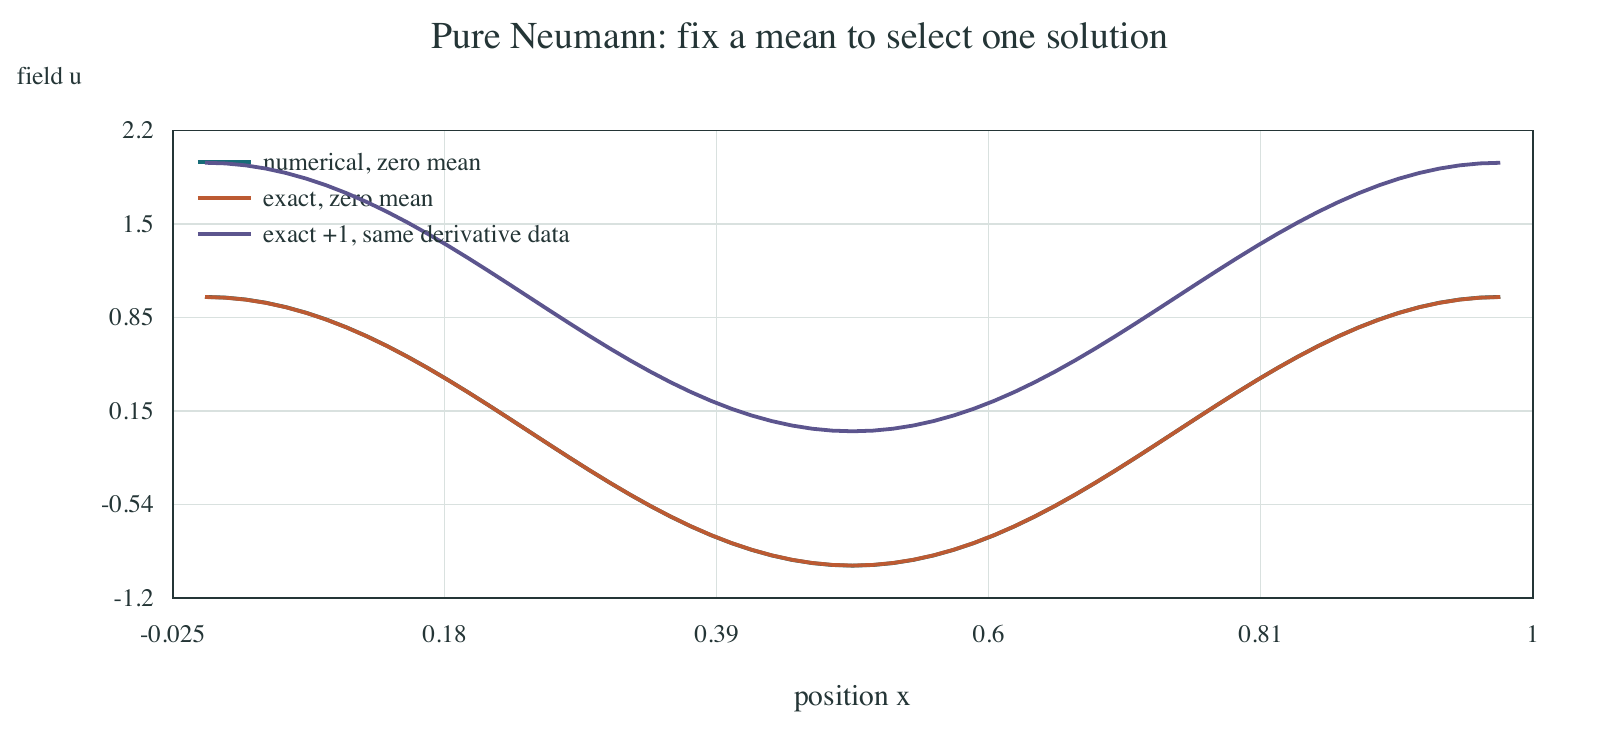 Pure Neumann: fix a mean to select one solution
field u
2.2
1.5
0.85
0.15
-0.54
-1.2
numerical, zero mean
exact, zero mean
exact +1, same derivative data
-0.025 0.18 0.39 0.6 0.81 1
position x